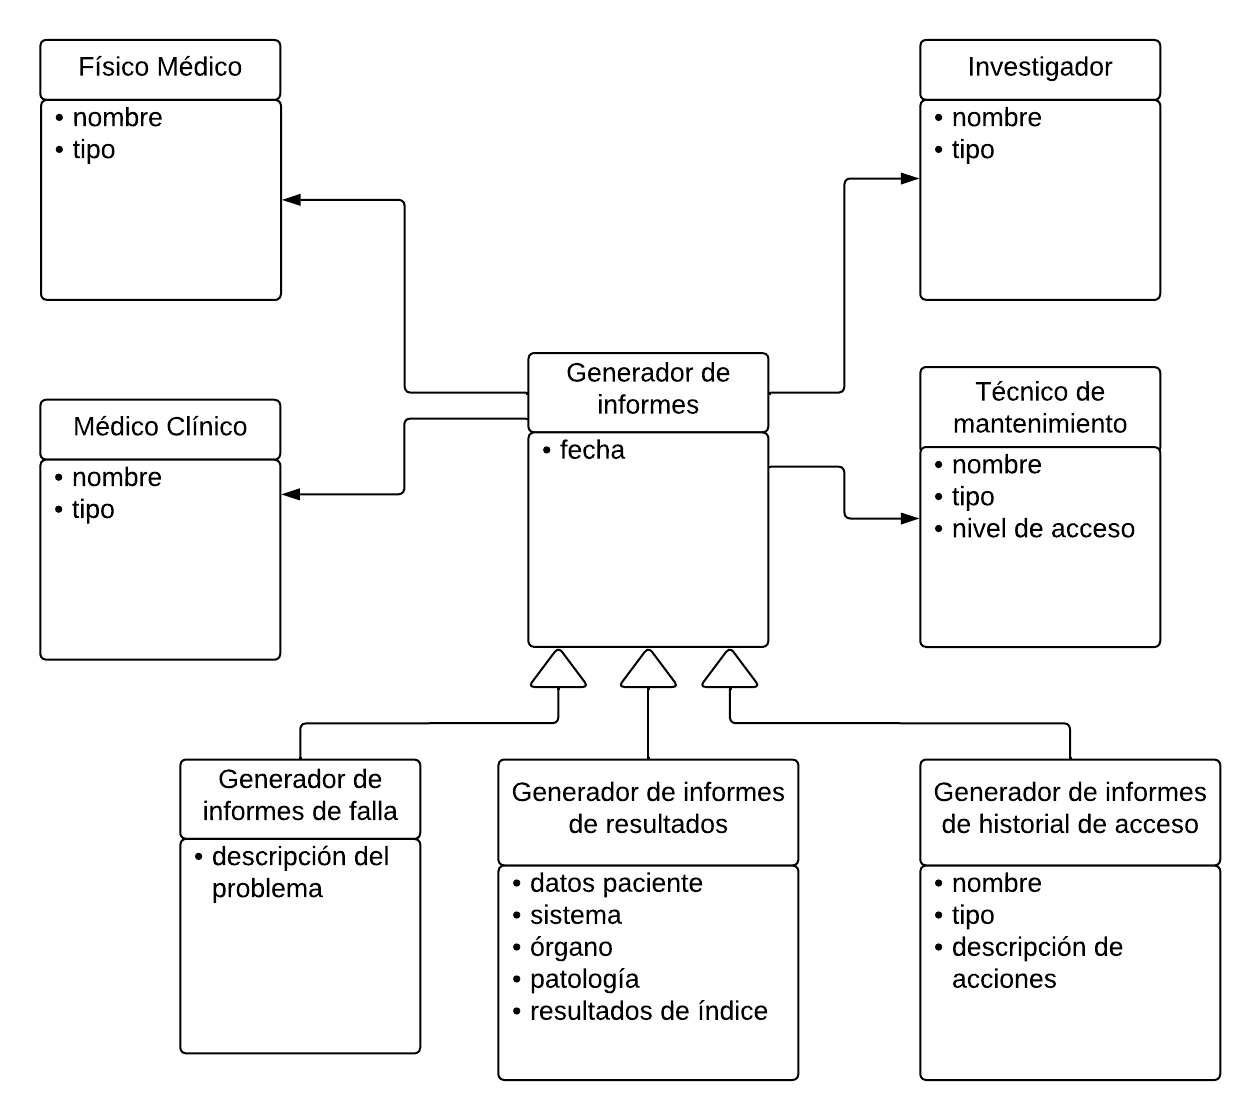 Físico Médico
• nombre
• tipo
Investigador
• nombre
• tipo
Médico Clínico
• nombre
• tipo
Generador de
informes
• fecha
Técnico de
mantenimiento
• nombre
• tipo
• nivel de acceso
Generador de
informes de falla
• descripción del
problema
Generador de informes
de resultados
• datos paciente
• sistema
• órgano
• patología
• resultados de índice
Generador de informes
de historial de acceso
• nombre
• tipo
• descripción de
acciones